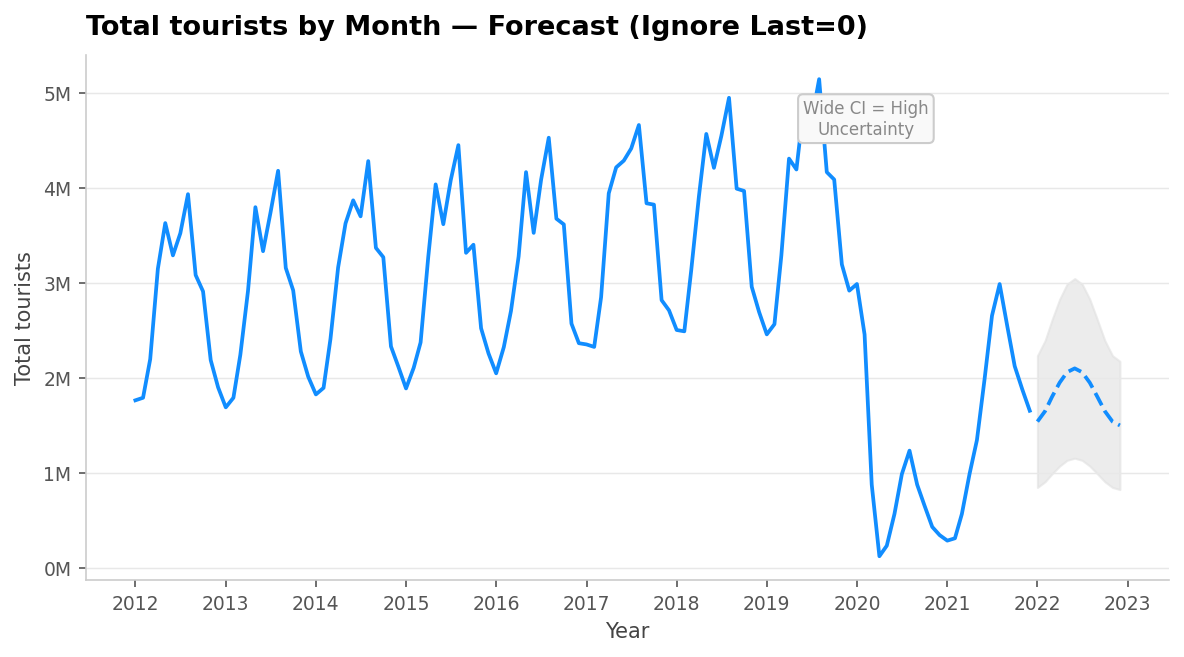 Total tourists by Month — Forecast (Ignore Last=0)
Total tourists
5M
4M
3M
2M
1M
0M
Wide CI = High
Uncertainty
2012 2013 2014 2015 2016 2017 2018 2019 2020 2021 2022 2023
Year